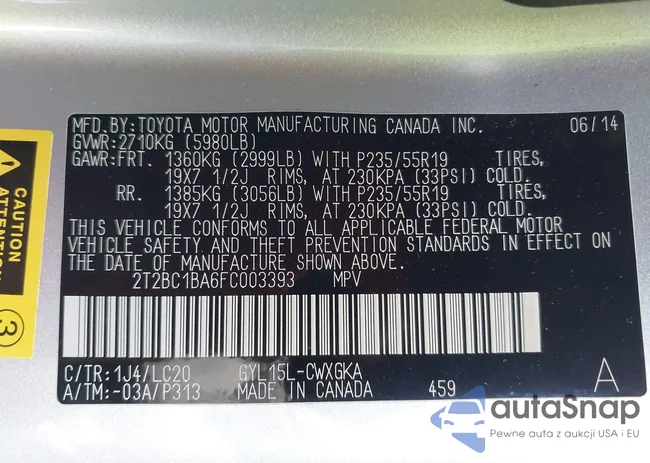 MFD.BY:TOYOTA MOTOR MANUFACTURING CANADA INC. 06/14
GVWR:2710KG (5980LB)
GAWR:FRT. 1360KG (2999LB) WITH P235/55R19 TIRES,
19X7 1/2J RIMS, AT 230KPA (33PSI) COLD.
RR. 1385KG (3056LB) WITH P235/55R19 TIRES,
19X7 1/2J RIMS, AT 230KPA (33PSI) COLD.
THIS VEHICLE CONFORMS TO ALL APPLICABLE FEDERAL MOTOR
VEHICLE SAFETY AND THEFT PREVENTION STANDARDS IN EFFECT ON
THE DATE OF MANUFACTURE SHOWN ABOVE.
2T2BC1BA6FC003393 MPV
C/TR:1J4/LC20 GYL15L-CWXGKA
A/TM:-03A/P313 MADE IN CANADA 459 A
CAUTION
ATTENTION
3
autoSnap
Pewne auta z aukcji USA i EU